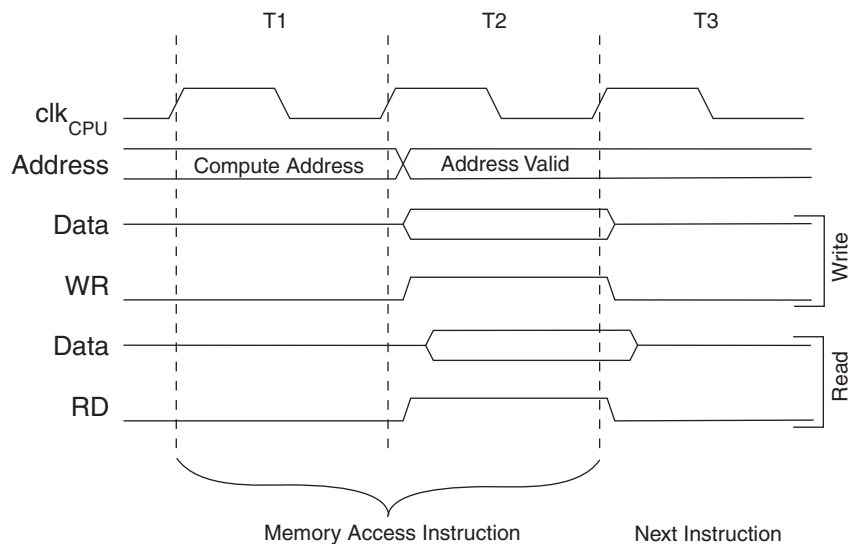 T1 T2 T3
clkCPU
Address Compute Address Address Valid
Data
WR
Write
Data
RD
Read
Memory Access Instruction Next Instruction